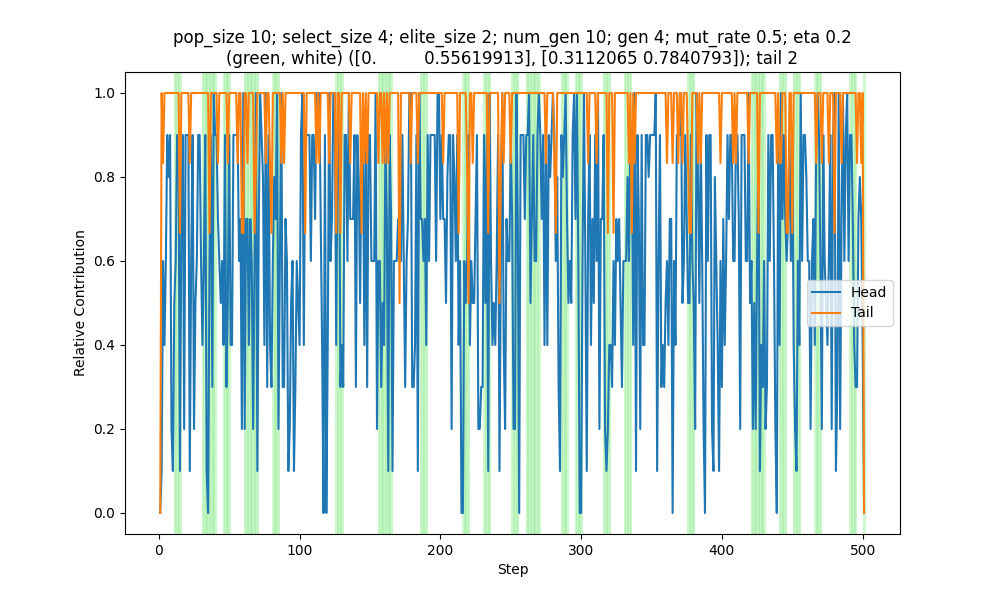 pop_size 10; select_size 4; elite_size 2; num_gen 10; gen 4; mut_rate 0.5; eta 0.2
(green, white) ([0. 0.55619913], [0.3112065 0.7840793]); tail 2
1.0
0.8
0.6
0.4
0.2
0.0
Relative Contribution
Head
Tail
0 100 200 300 400 500
Step